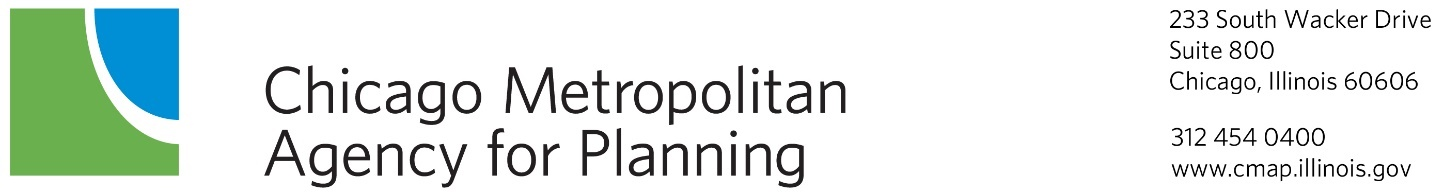 Chicago Metropolitan
Agency for Planning
233 South Wacker Drive
Suite 800
Chicago, Illinois 60606
312 454 0400
www.cmap.illinois.gov